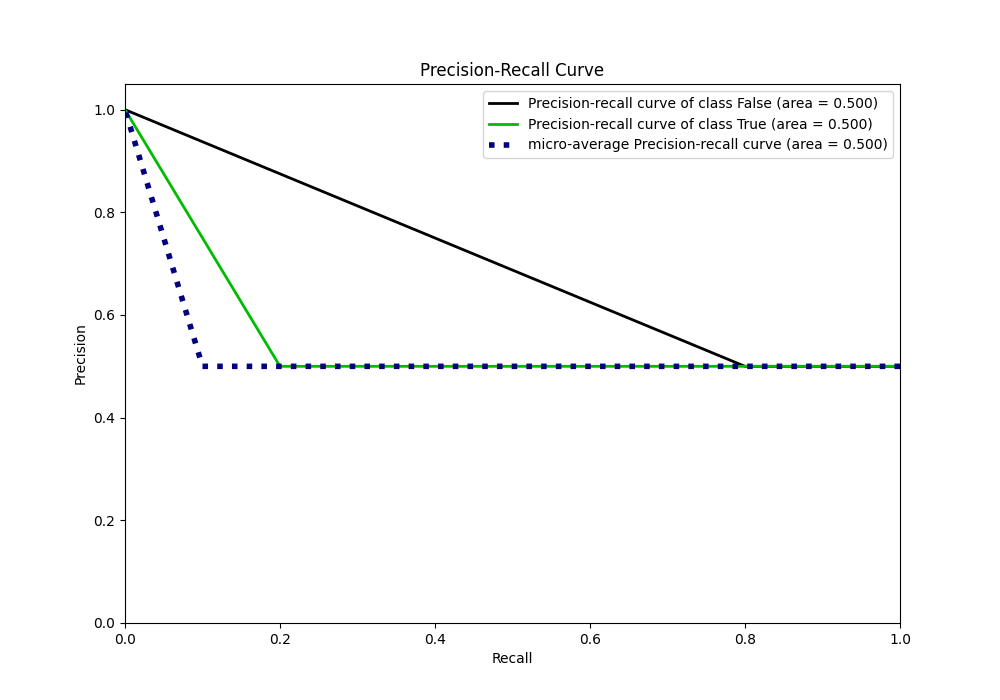 Precision-Recall Curve
Precision-recall curve of class False (area = 0.500)
Precision-recall curve of class True (area = 0.500)
micro-average Precision-recall curve (area = 0.500)
Precision
1.0
0.8
0.6
0.4
0.2
0.0
0.0 0.2 0.4 0.6 0.8 1.0
Recall